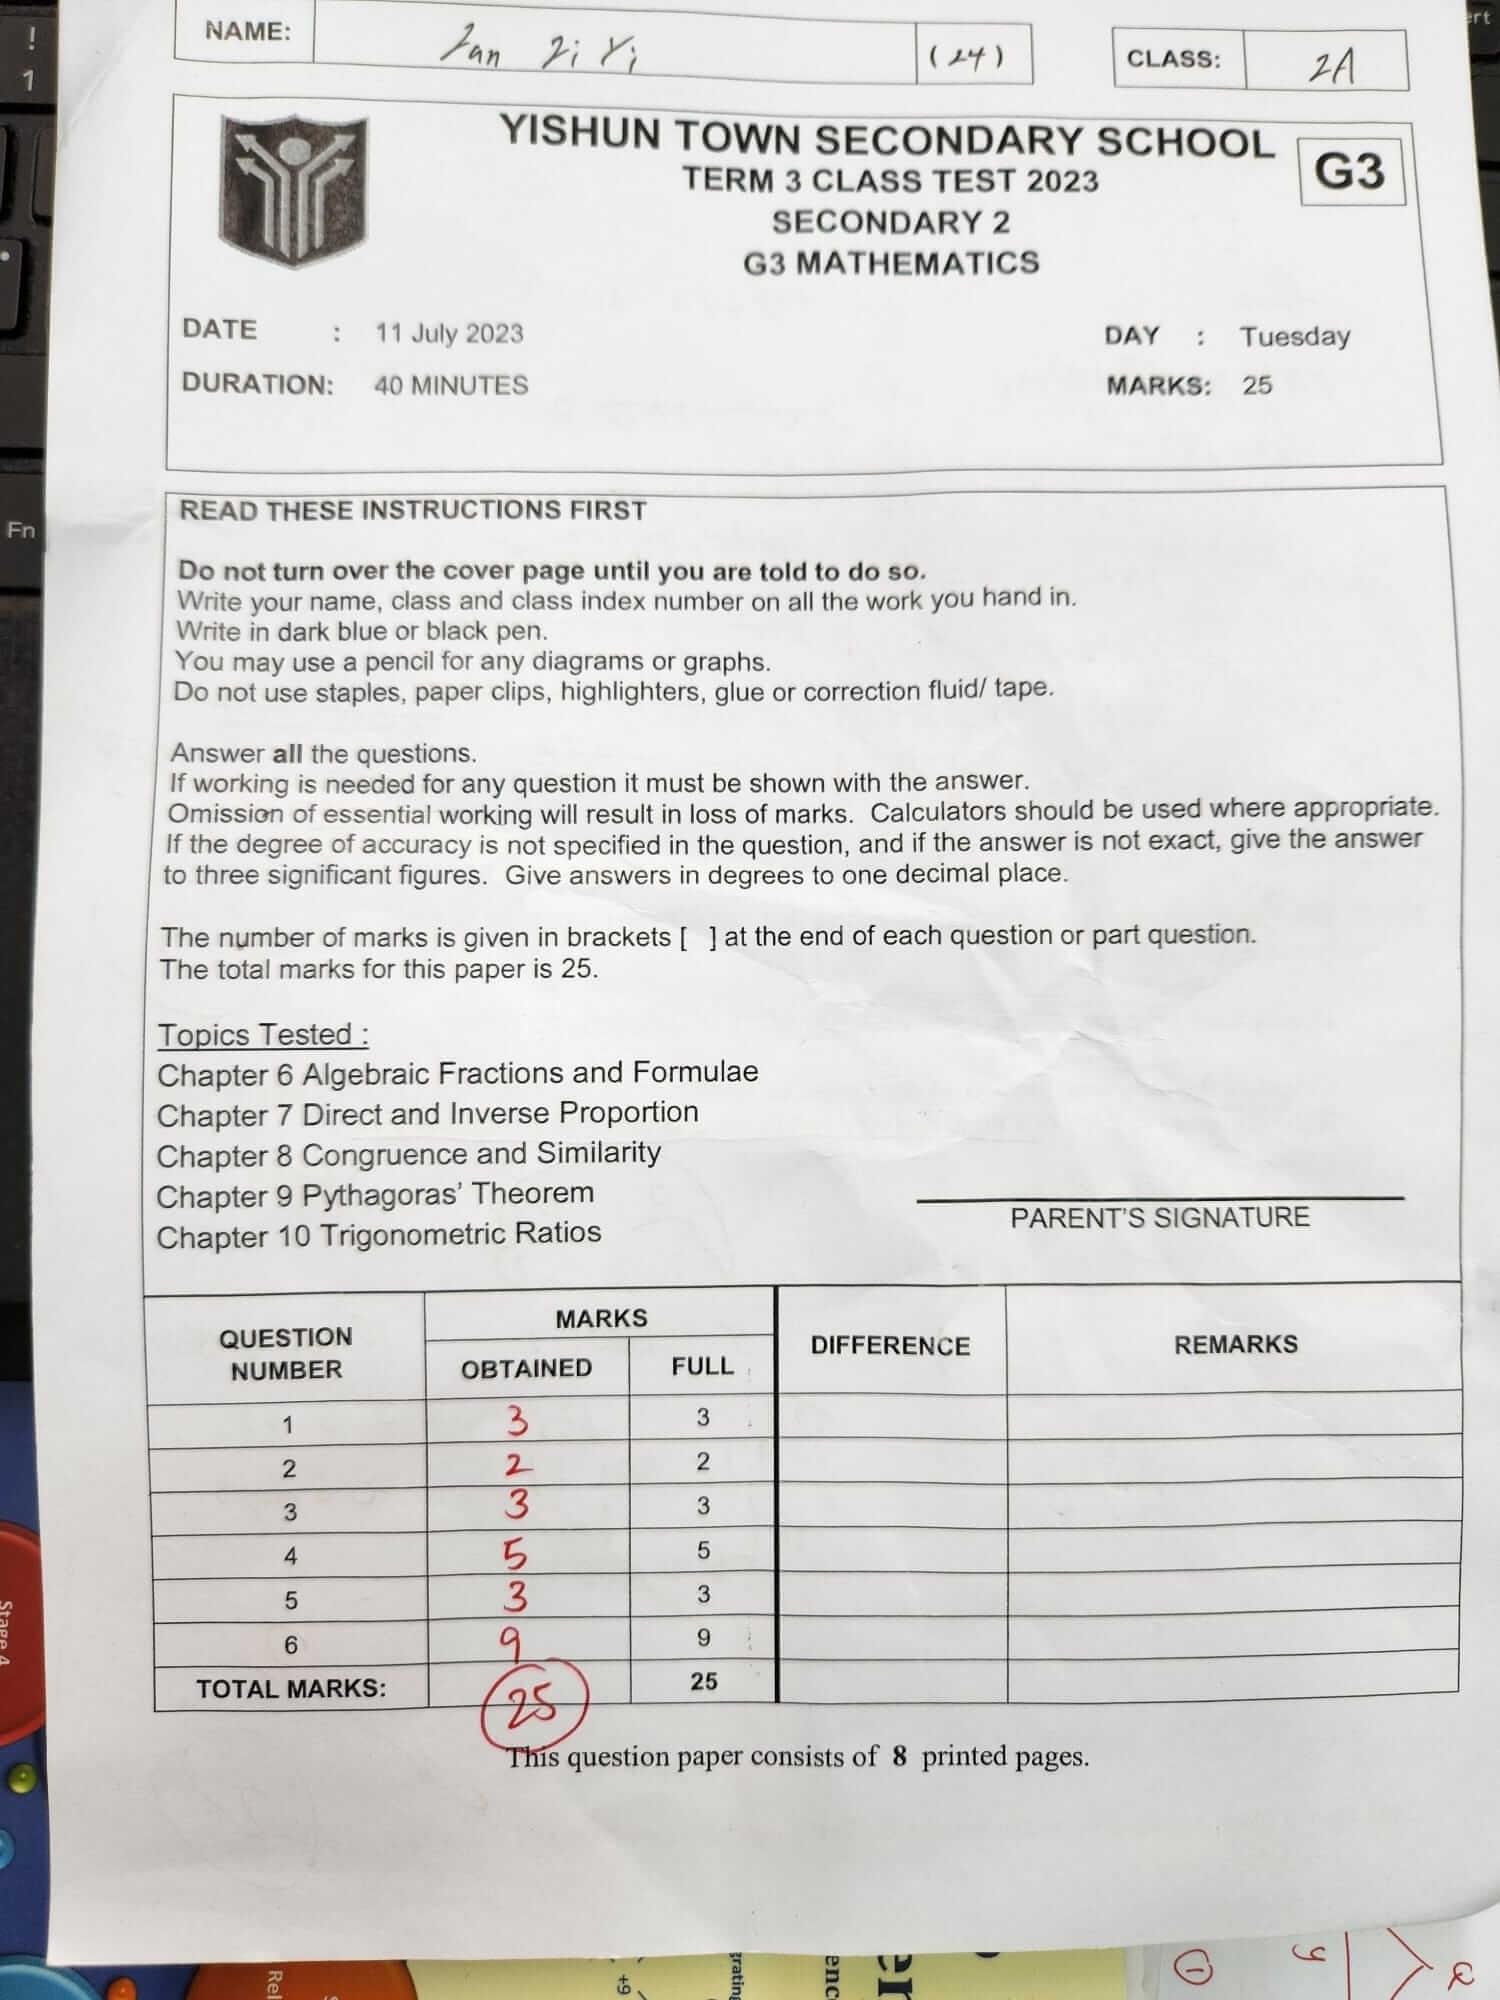 NAME: Zan Zi Yi (24) CLASS: 2A
YISHUN TOWN SECONDARY SCHOOL
G3
TERM 3 CLASS TEST 2023
SECONDARY 2
G3 MATHEMATICS
DATE : 11 July 2023 DAY : Tuesday
DURATION: 40 MINUTES MARKS: 25
READ THESE INSTRUCTIONS FIRST
Do not turn over the cover page until you are told to do so.
Write your name, class and class index number on all the work you hand in.
Write in dark blue or black pen.
You may use a pencil for any diagrams or graphs.
Do not use staples, paper clips, highlighters, glue or correction fluid/ tape.
Answer all the questions.
If working is needed for any question it must be shown with the answer.
Omission of essential working will result in loss of marks. Calculators should be used where appropriate.
If the degree of accuracy is not specified in the question, and if the answer is not exact, give the answer
to three significant figures. Give answers in degrees to one decimal place.
The number of marks is given in brackets [ ] at the end of each question or part question.
The total marks for this paper is 25.
Topics Tested :
Chapter 6 Algebraic Fractions and Formulae
Chapter 7 Direct and Inverse Proportion
Chapter 8 Congruence and Similarity
Chapter 9 Pythagoras' Theorem
Chapter 10 Trigonometric Ratios
PARENT'S SIGNATURE
QUESTION NUMBER MARKS DIFFERENCE REMARKS
OBTAINED FULL
1 3 3
2 2 2
3 3 3
4 5 5
5 3 3
6 9 9
TOTAL MARKS: 25 25
This question paper consists of 8 printed pages.
!
1
Fn
Stage 4
Rel
+9